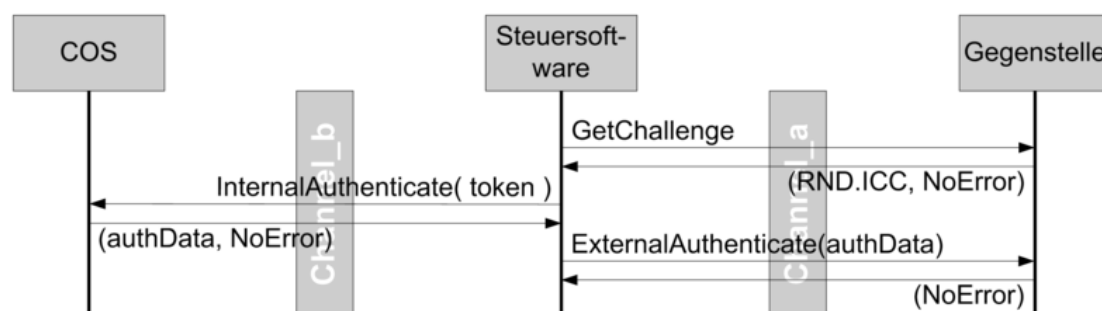 COS
Steuersoft-
ware
Gegenstelle
Channel_b
Channel_a
GetChallenge
(RND.ICC, NoError)
InternalAuthenticate( token )
(authData, NoError)
ExternalAuthenticate(authData)
(NoError)